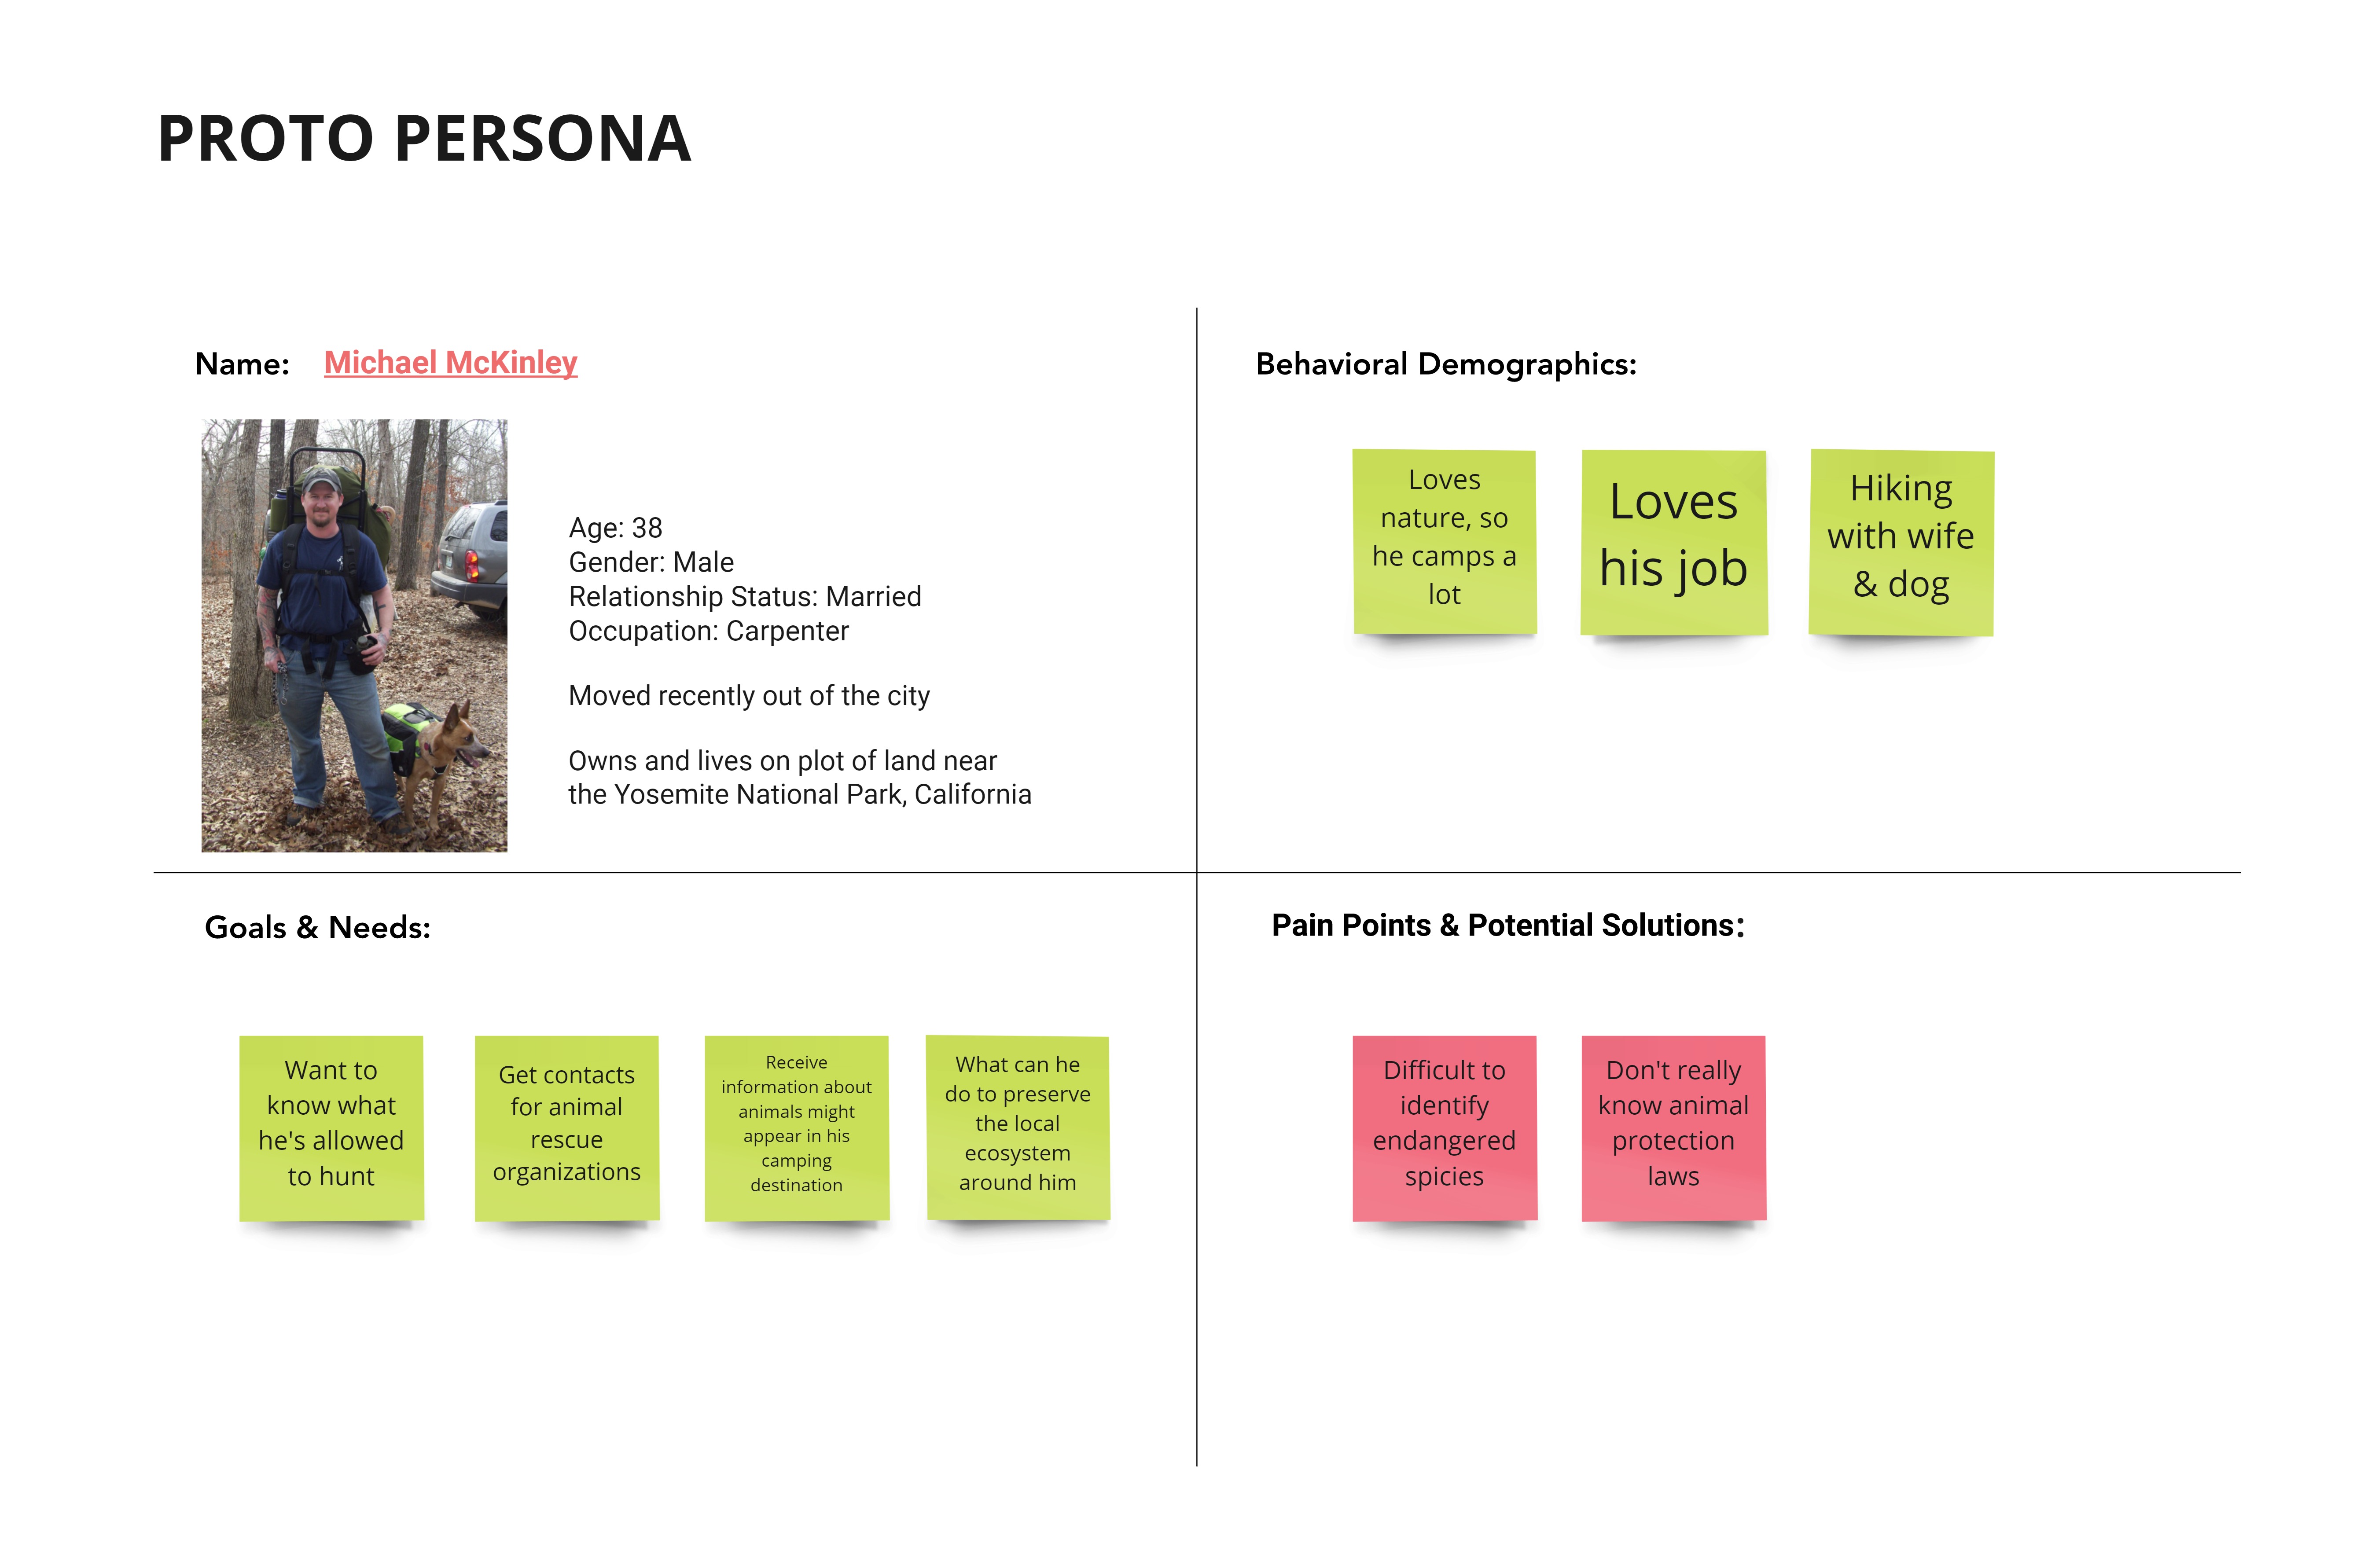 PROTO PERSONA
Name: Michael McKinley
Age: 38
Gender: Male
Relationship Status: Married
Occupation: Carpenter
Moved recently out of the city
Owns and lives on plot of land near
the Yosemite National Park, California
Behavioral Demographics:
Loves
nature, so
he camps a
lot
Loves
his job
Hiking
with wife
& dog
Goals & Needs:
Want to
know what
he's allowed
to hunt
Get contacts
for animal
rescue
organizations
Receive
information about
animals might
appear in his
camping
destination
What can he
do to preserve
the local
ecosystem
around him
Pain Points & Potential Solutions:
Difficult to
identify
endangered
spicies
Don't really
know animal
protection
laws